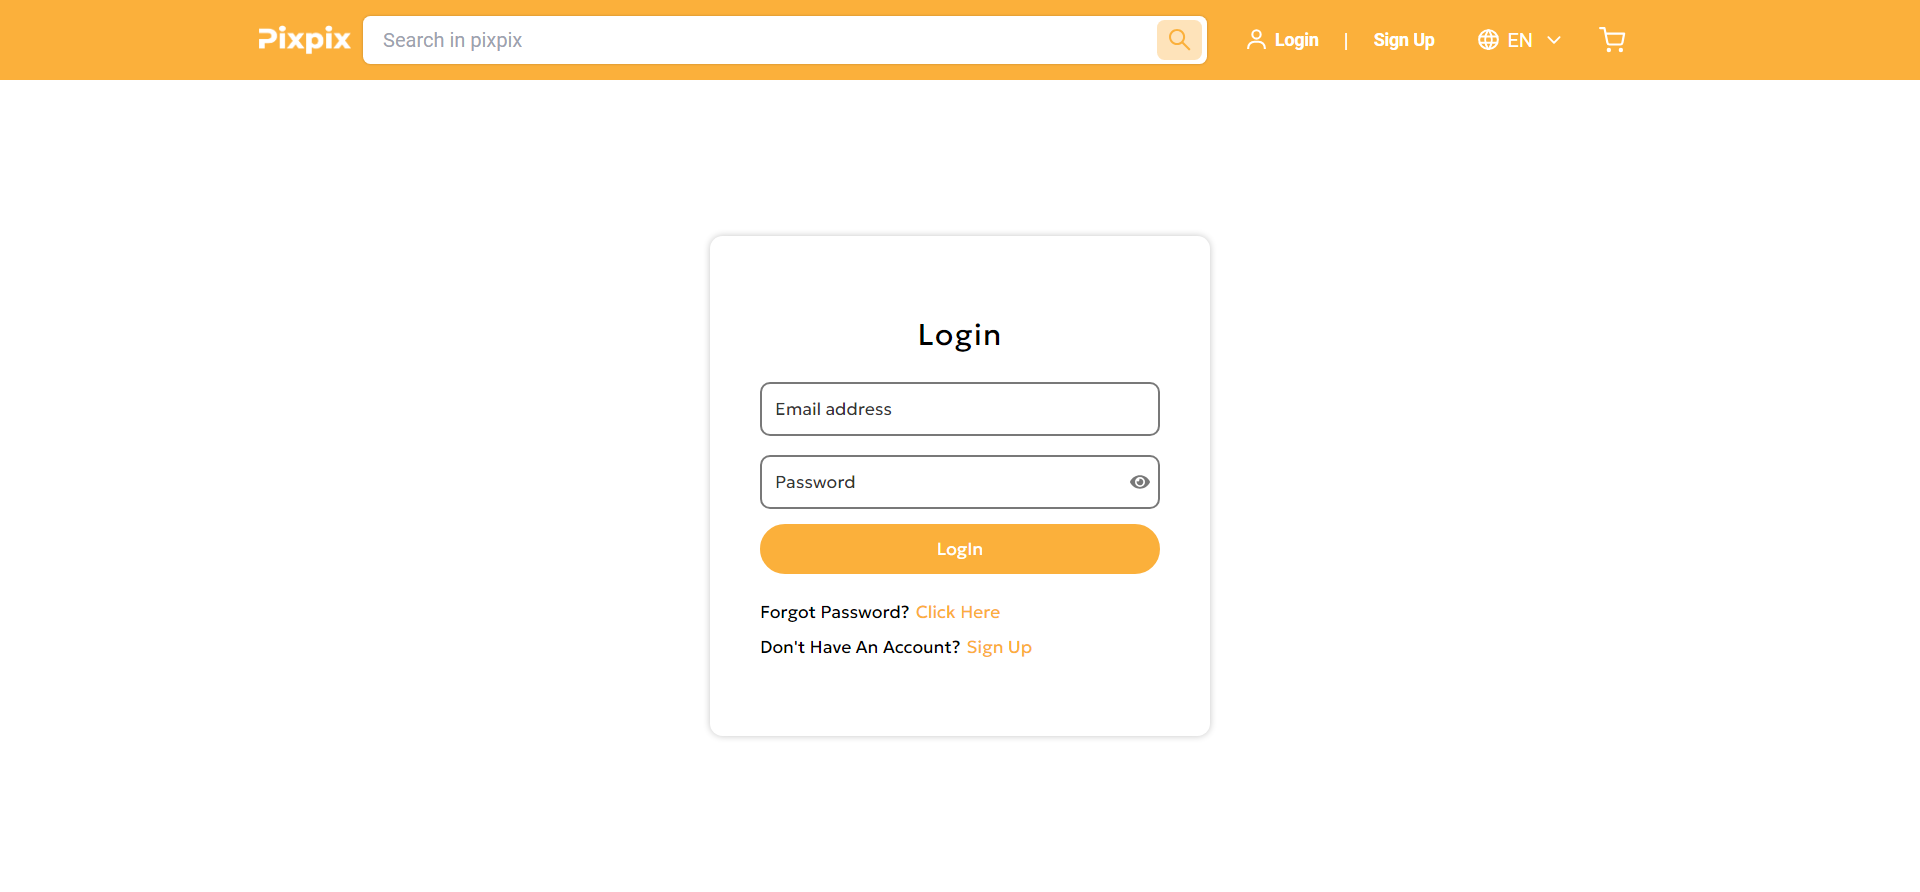 Pixpix Search in pixpix Login | Sign Up EN
Login
Email address
Password
LogIn
Forgot Password? Click Here
Don't Have An Account? Sign Up